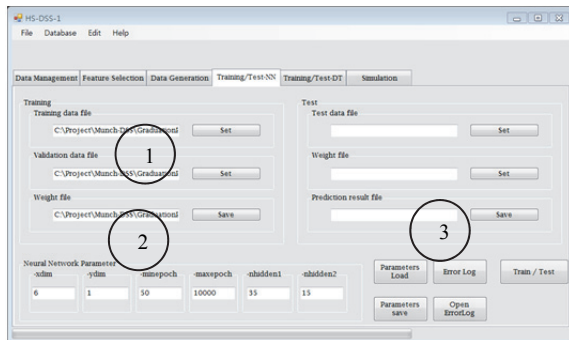 HS-DSS-1
File Database Edit Help
Data Management Feature Selection Data Generation Training/Test-NN Training/Test-DT Simulation
Training
Training data file
C:\Project\Munch-DSS\Graduation Set
Validation data file
C:\Project\Munch-DSS\Graduation Set
Weight file
C:\Project\Munch-DSS\Graduation Save
1
2
Test
Test data file
Set
Weight file
Set
Prediction result file
Save
3
Neural Network Parameter
-xdim -ydim -minepoch -maxepoch -nhidden1 -nhidden2
6 1 50 10000 35 15
Parameters Load
Error Log
Train / Test
Parameters save
Open ErrorLog